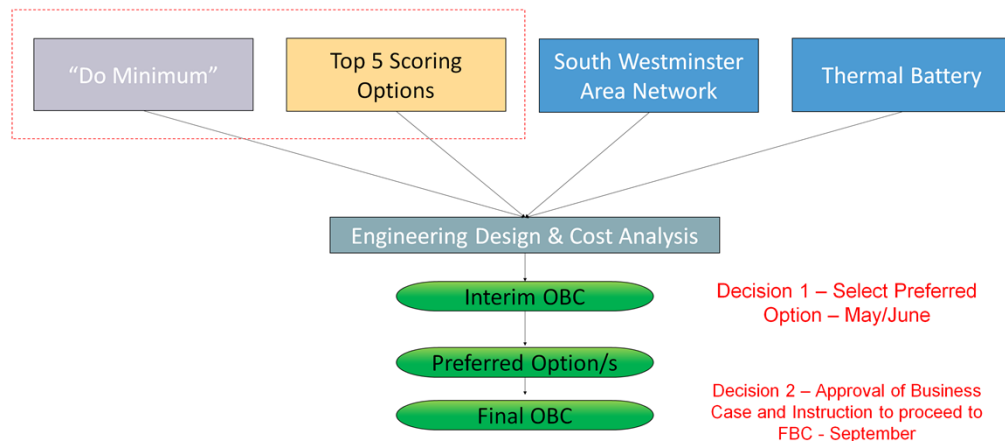 “Do Minimum”
Top 5 Scoring
Options
South Westminster
Area Network
Thermal Battery
Engineering Design & Cost Analysis
Interim OBC
Decision 1 – Select Preferred
Option – May/June
Preferred Option/s
Final OBC
Decision 2 – Approval of Business
Case and Instruction to proceed to
FBC - September